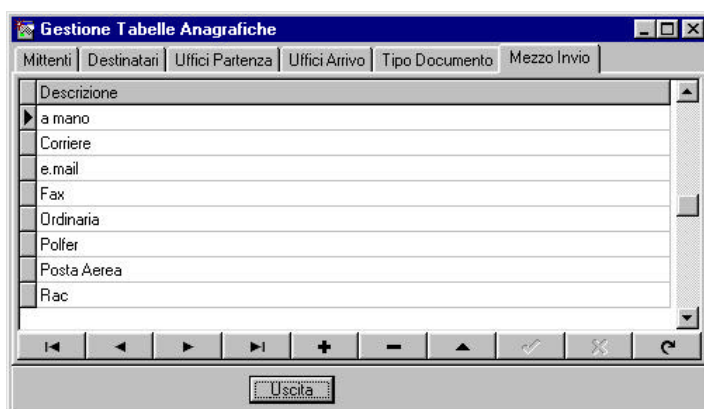 Gestione Tabelle Anagrafiche
Mittenti Destinatari Uffici Partenza Uffici Arrivo Tipo Documento Mezzo Invio
Descrizione
a mano
Corriere
e.mail
Fax
Ordinaria
Polfer
Posta Aerea
Rac
Uscita